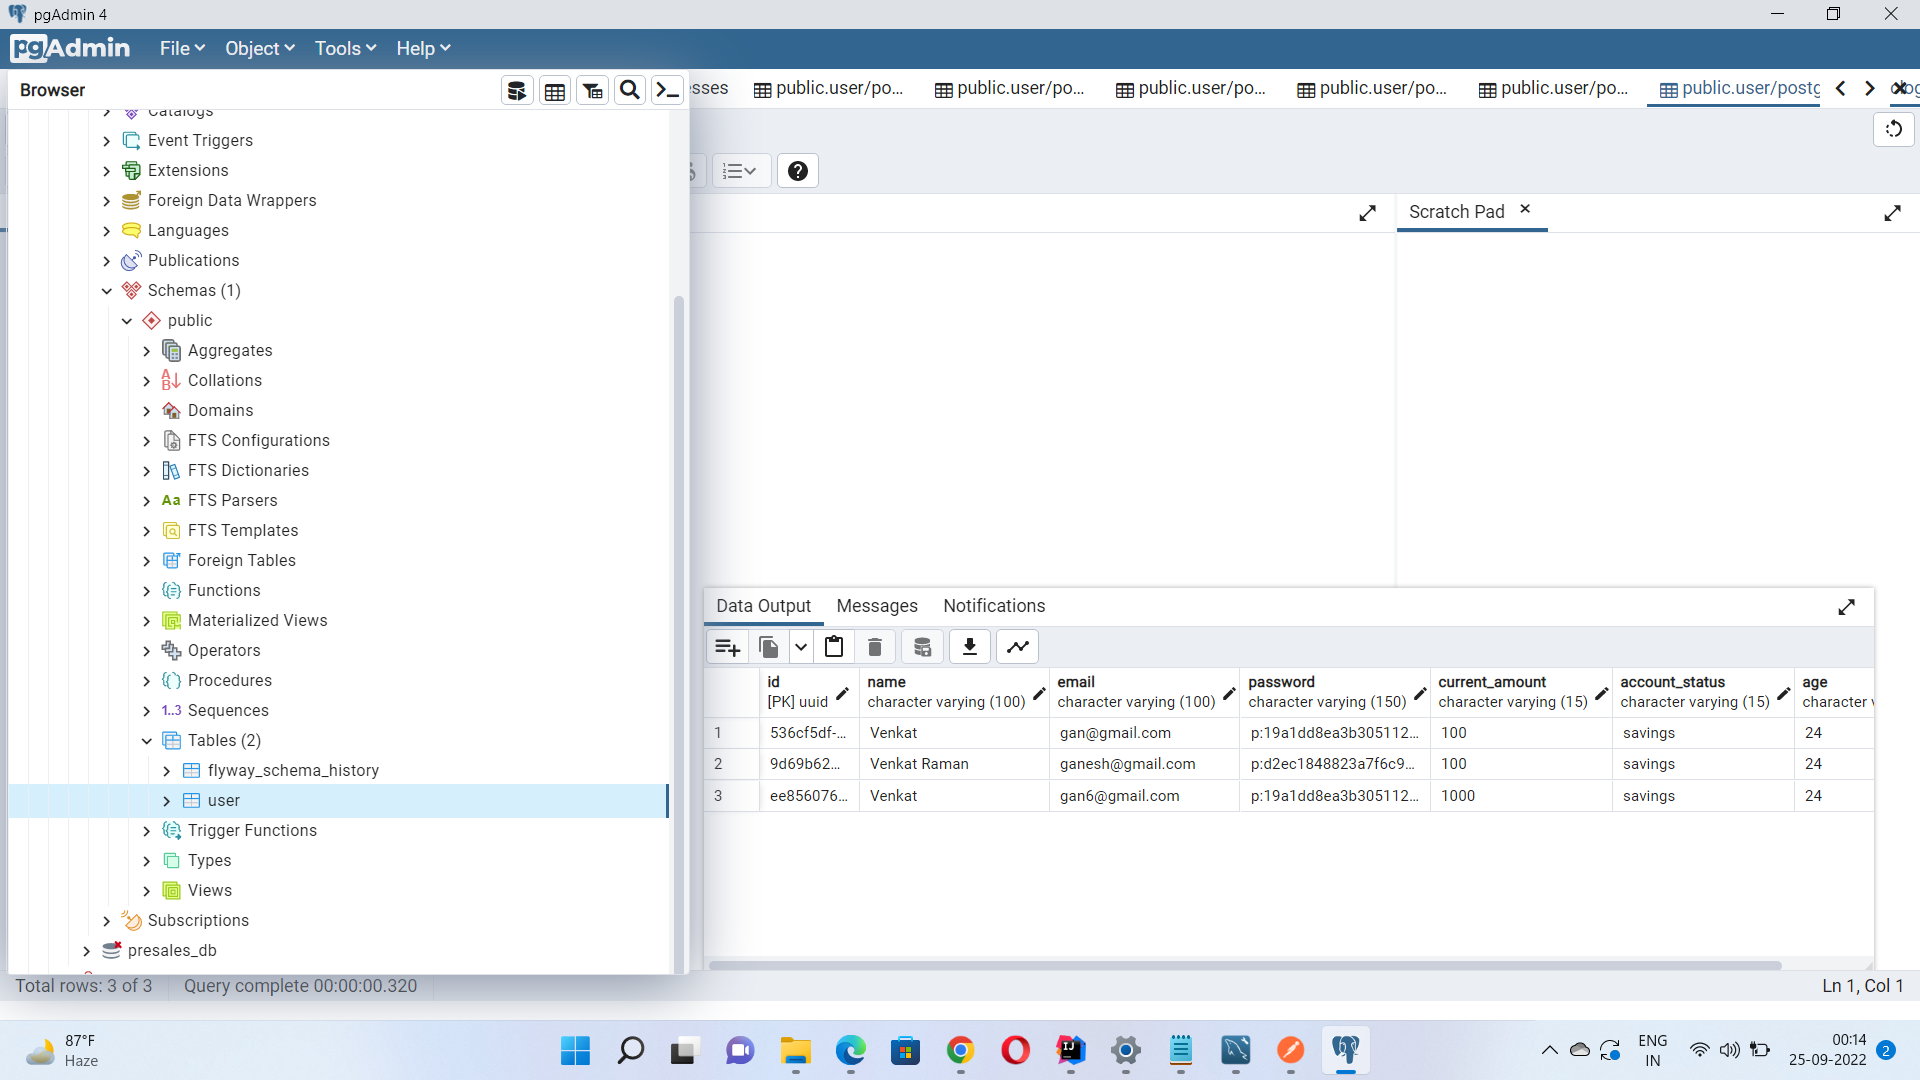 pgAdmin 4
pgAdmin File Object Tools Help
Browser
esses public.user/po... public.user/po... public.user/po... public.user/po... public.user/po... public.user/postg
Catalogs
Event Triggers
Extensions
Foreign Data Wrappers
Languages
Publications
Schemas (1)
public
Aggregates
Collations
Domains
FTS Configurations
FTS Dictionaries
Aa FTS Parsers
FTS Templates
Foreign Tables
Functions
Materialized Views
Operators
Procedures
1..3 Sequences
Tables (2)
flyway_schema_history
user
Trigger Functions
Types
Views
Subscriptions
presales_db
Scratch Pad
Data Output Messages Notifications
id name email password current_amount account_status age
[PK] uuid character varying (100) character varying (100) character varying (150) character varying (15) character varying (15) character v
1 536cf5df-... Venkat gan@gmail.com p:19a1dd8ea3b305112... 100 savings 24
2 9d69b62... Venkat Raman ganesh@gmail.com p:d2ec1848823a7f6c9... 100 savings 24
3 ee856076... Venkat gan6@gmail.com p:19a1dd8ea3b305112... 1000 savings 24
Total rows: 3 of 3 Query complete 00:00:00.320 Ln 1, Col 1
87°F
Haze
ENG
IN
00:14
25-09-2022
2